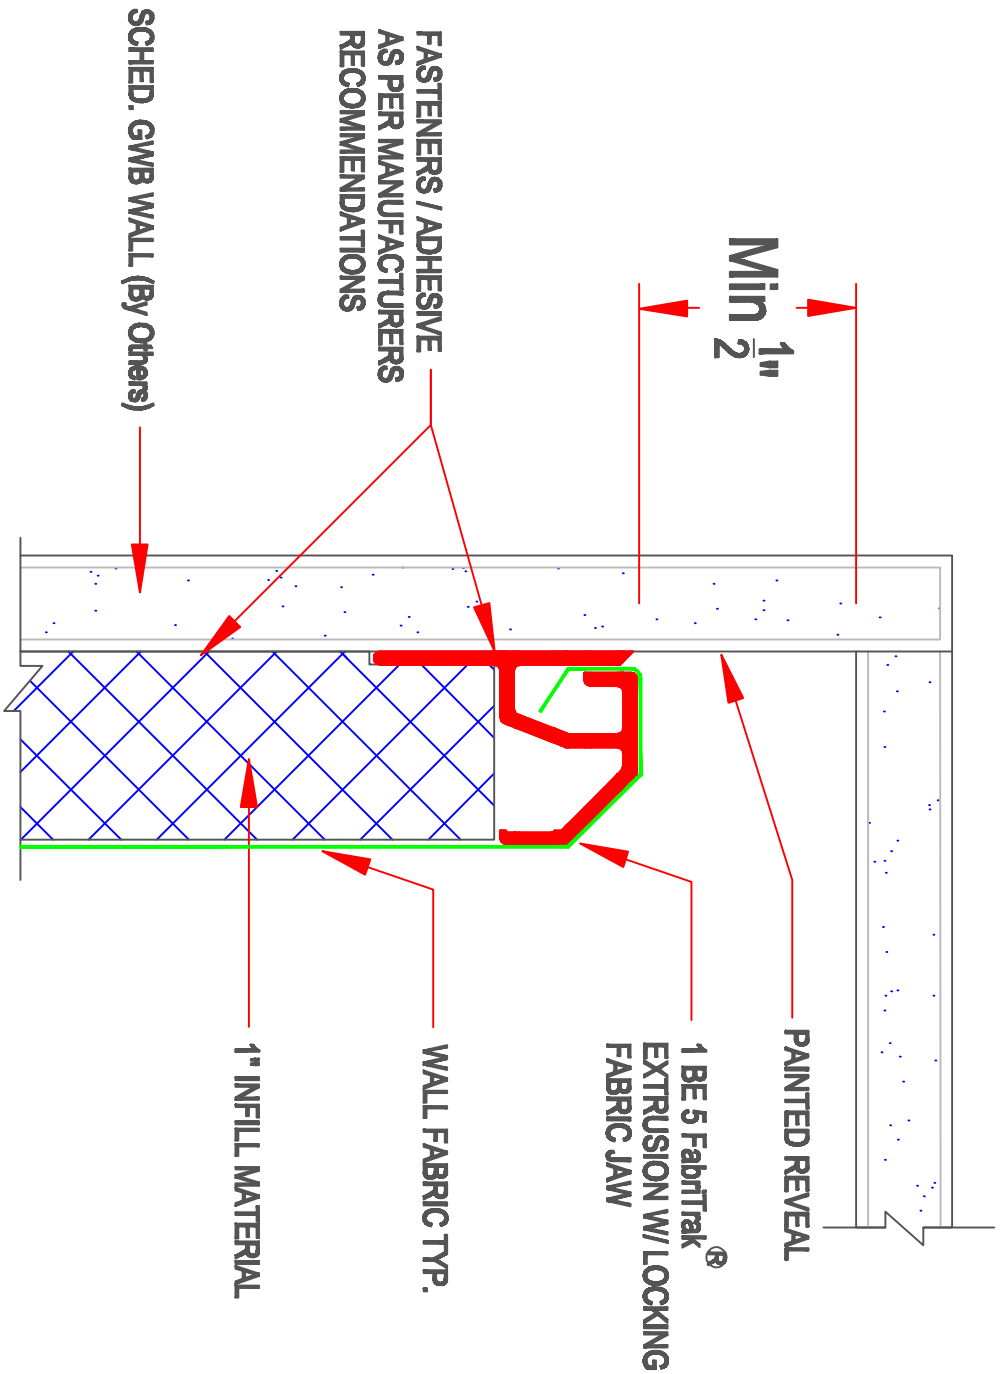 SCHED. GWB WALL (By Others)
FASTENERS / ADHESIVE
AS PER MANUFACTURERS
RECOMMENDATIONS
Min 1/2"
PAINTED REVEAL
1 BE 5 FabriTrak®
EXTRUSION W/ LOCKING
FABRIC JAW
WALL FABRIC TYP.
1" INFILL MATERIAL